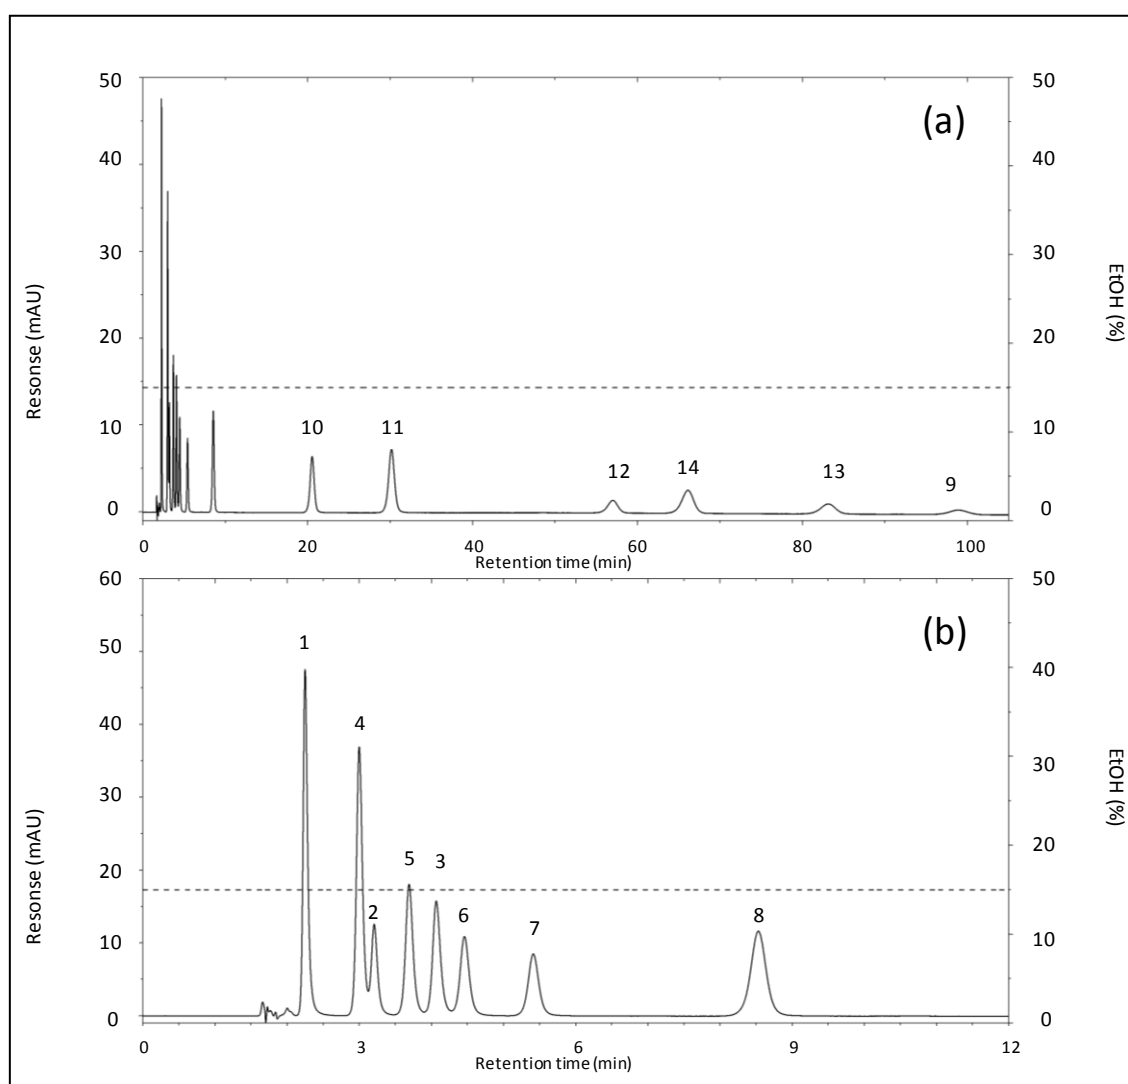 50 50
(a)
40 40
30 30
Resonse (mAU) EtOH (%)
20 20
10 11 12 14 13 9
10 10
0 0
0 20 40 60 80 100
Retention time (min)
60 50
1 (b)
50 40
4
40 30
30
Resonse (mAU) EtOH (%)
5 3 20
20
2 6 7 8
10 10
0 0
0 3 6 9 12
Retention time (min)